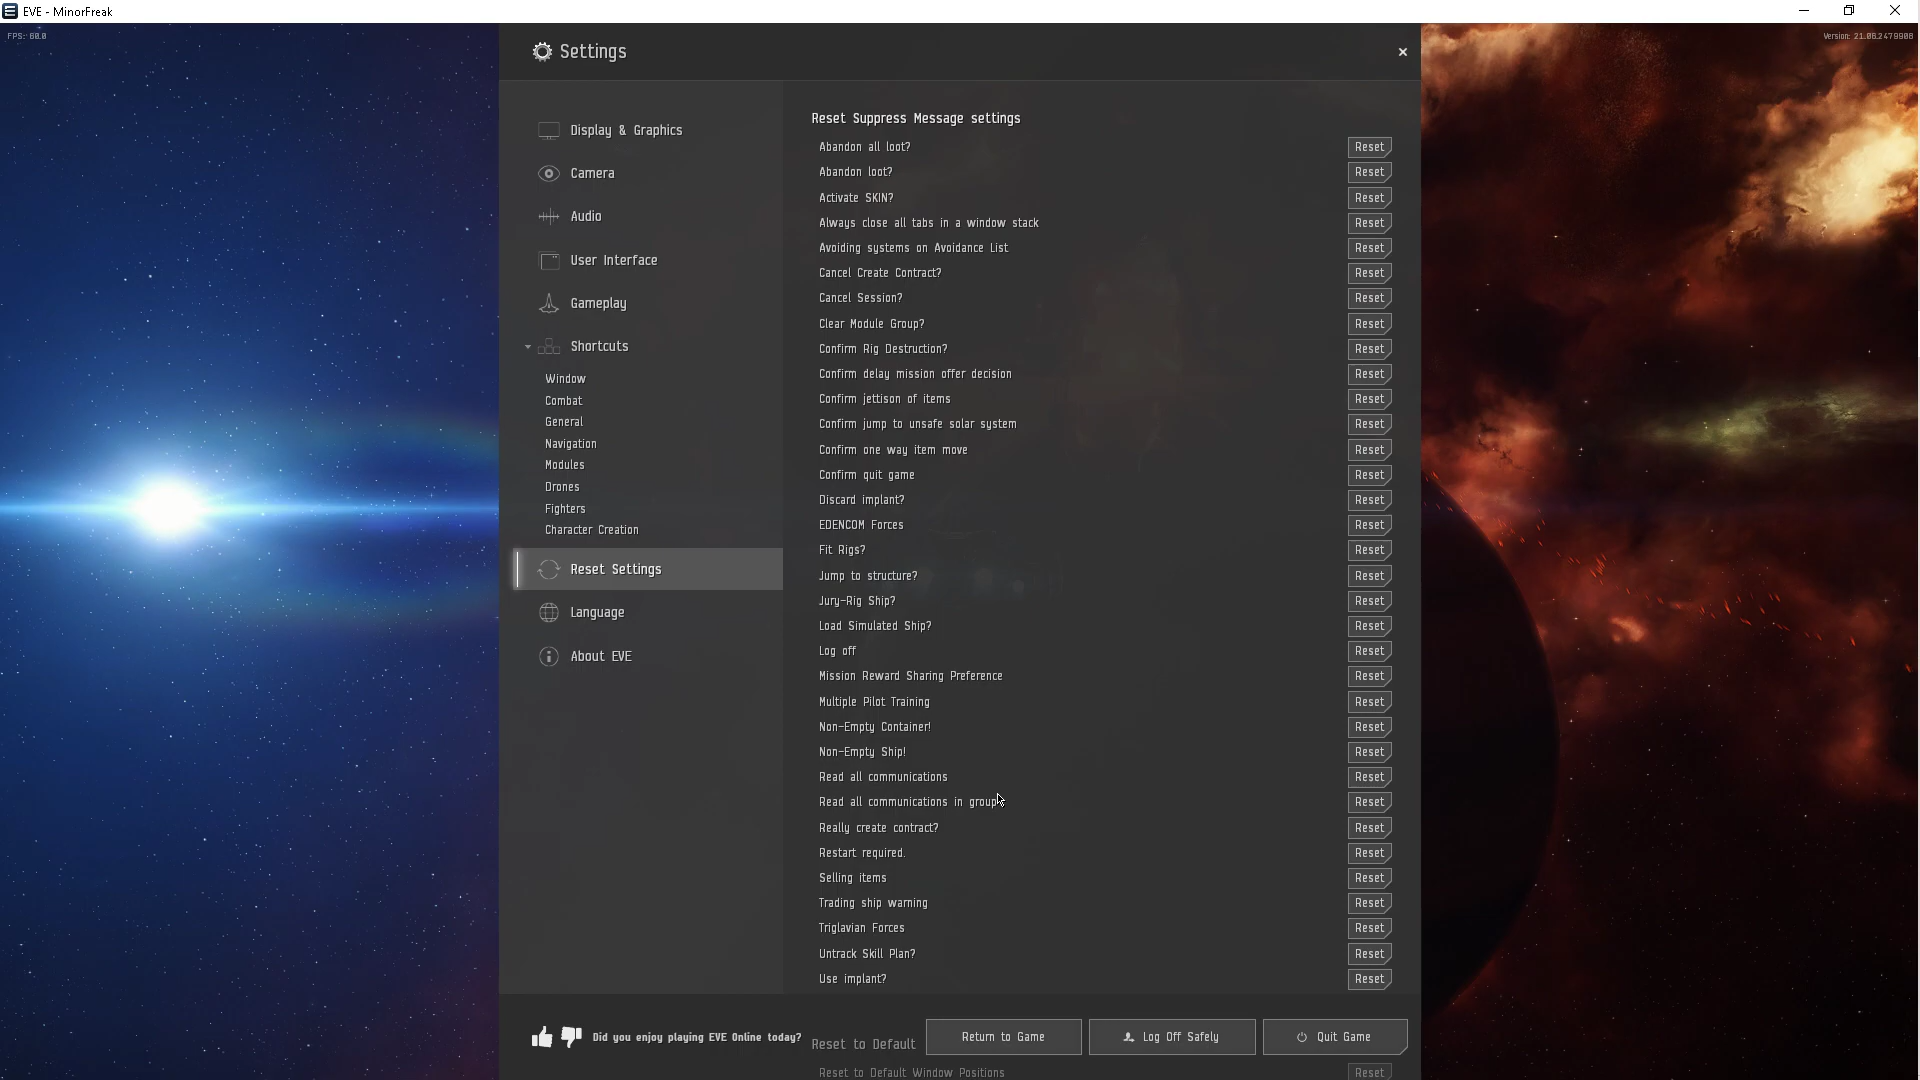 EVE - MinorFreak
FPS: 60.0
Settings
Version: 21.06.2479908
Display & Graphics
Camera
Audio
User Interface
Gameplay
Shortcuts
Window
Combat
General
Navigation
Modules
Drones
Fighters
Character Creation
Reset Settings
Language
About EVE
Reset Suppress Message settings
Abandon all loot? Reset
Abandon loot? Reset
Activate SKIN? Reset
Always close all tabs in a window stack Reset
Avoiding systems on Avoidance List Reset
Cancel Create Contract? Reset
Cancel Session? Reset
Clear Module Group? Reset
Confirm Rig Destruction? Reset
Confirm delay mission offer decision Reset
Confirm jettison of items Reset
Confirm jump to unsafe solar system Reset
Confirm one way item move Reset
Confirm quit game Reset
Discard implant? Reset
EDENCOM Forces Reset
Fit Rigs? Reset
Jump to structure? Reset
Jury-Rig Ship? Reset
Load Simulated Ship? Reset
Log off Reset
Mission Reward Sharing Preference Reset
Multiple Pilot Training Reset
Non-Empty Container! Reset
Non-Empty Ship! Reset
Read all communications Reset
Read all communications in group Reset
Really create contract? Reset
Restart required. Reset
Selling items Reset
Trading ship warning Reset
Triglavian Forces Reset
Untrack Skill Plan? Reset
Use implant? Reset
Did you enjoy playing EVE Online today?
Reset to Default
Return to Game
Log Off Safely
Quit Game
Reset to Default Window Positions Reset